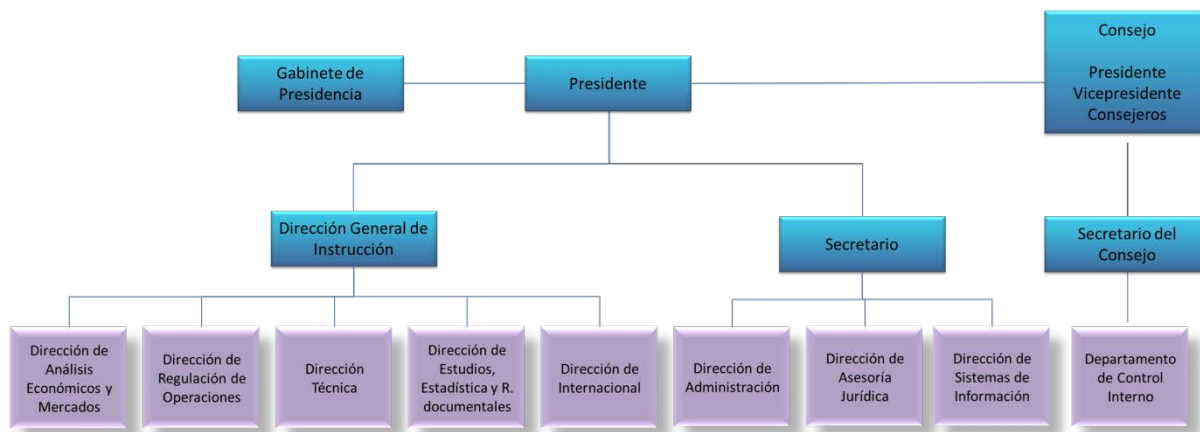 Consejo
Presidente
Vicepresidente
Consejeros
Gabinete de
Presidencia
Presidente
Dirección General de
Instrucción
Secretario
Secretario del
Consejo
Dirección de
Análisis
Económicos y
Mercados
Dirección de
Regulación de
Operaciones
Dirección
Técnica
Dirección de
Estudios,
Estadística y R.
documentales
Dirección de
Internacional
Dirección de
Administración
Dirección de
Asesoría
Jurídica
Dirección de
Sistemas de
Información
Departamento
de Control
Interno